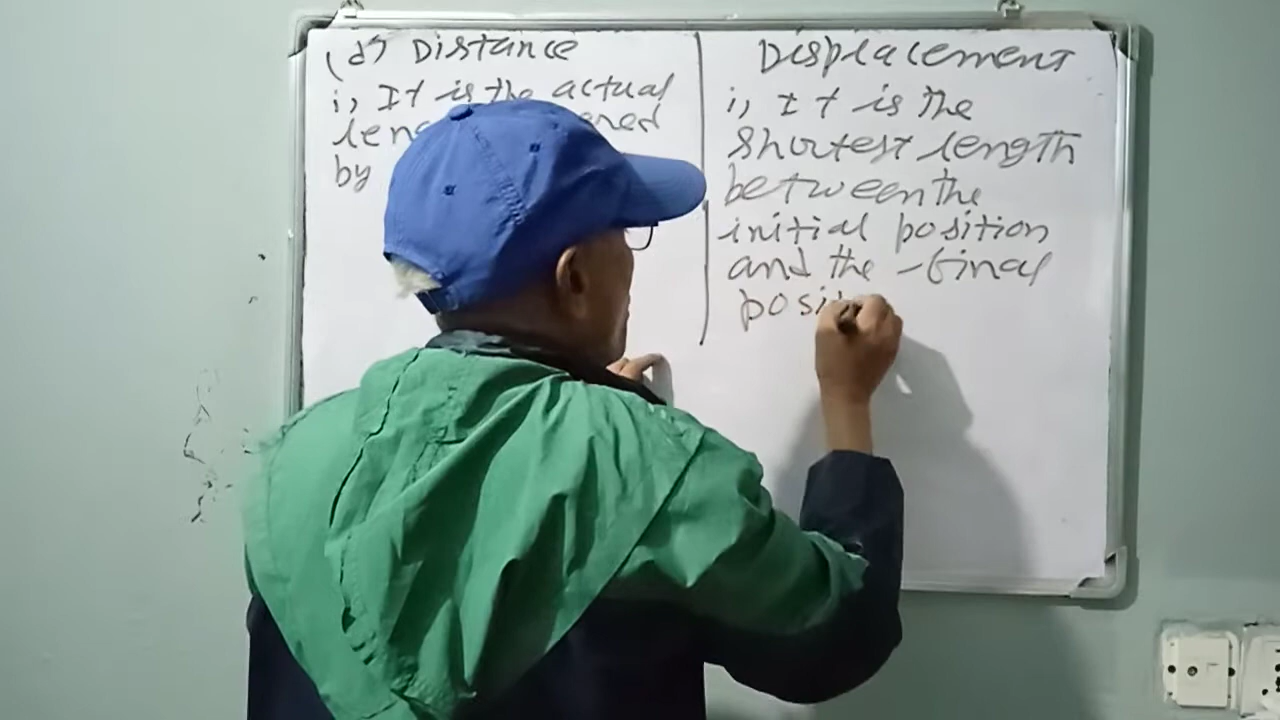 (d) Distance
i, It is the actual
by
Displacement
i, It is the
shortest length
between the
initial position
and the final
posi